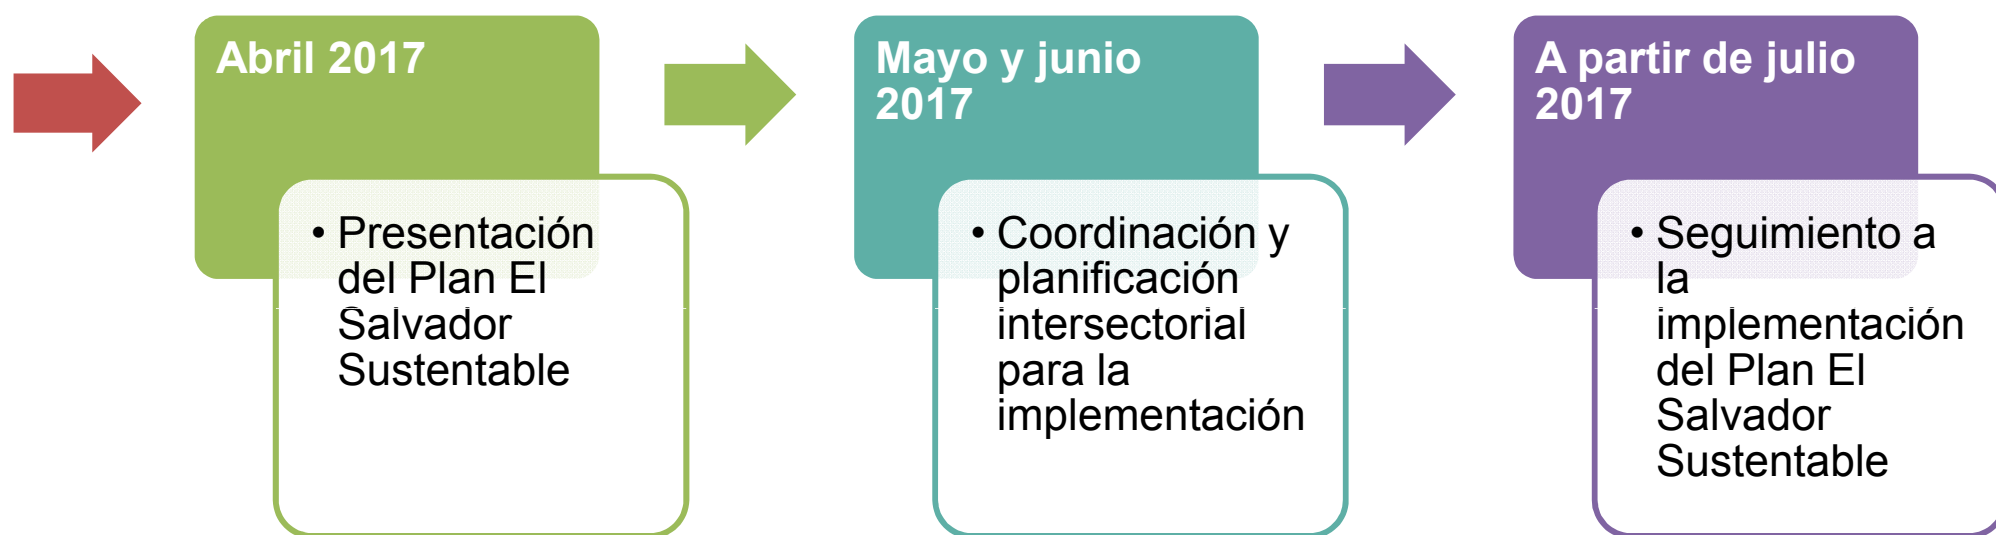 Abril 2017
• Presentación
del Plan El
Salvador
Sustentable
Mayo y junio
2017
• Coordinación y
planificación
intersectorial
para la
implementación
A partir de julio
2017
• Seguimiento a
la
implementación
del Plan El
Salvador
Sustentable